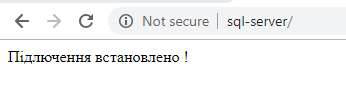 Not secure | sql-server/
Підлючення встановлено !